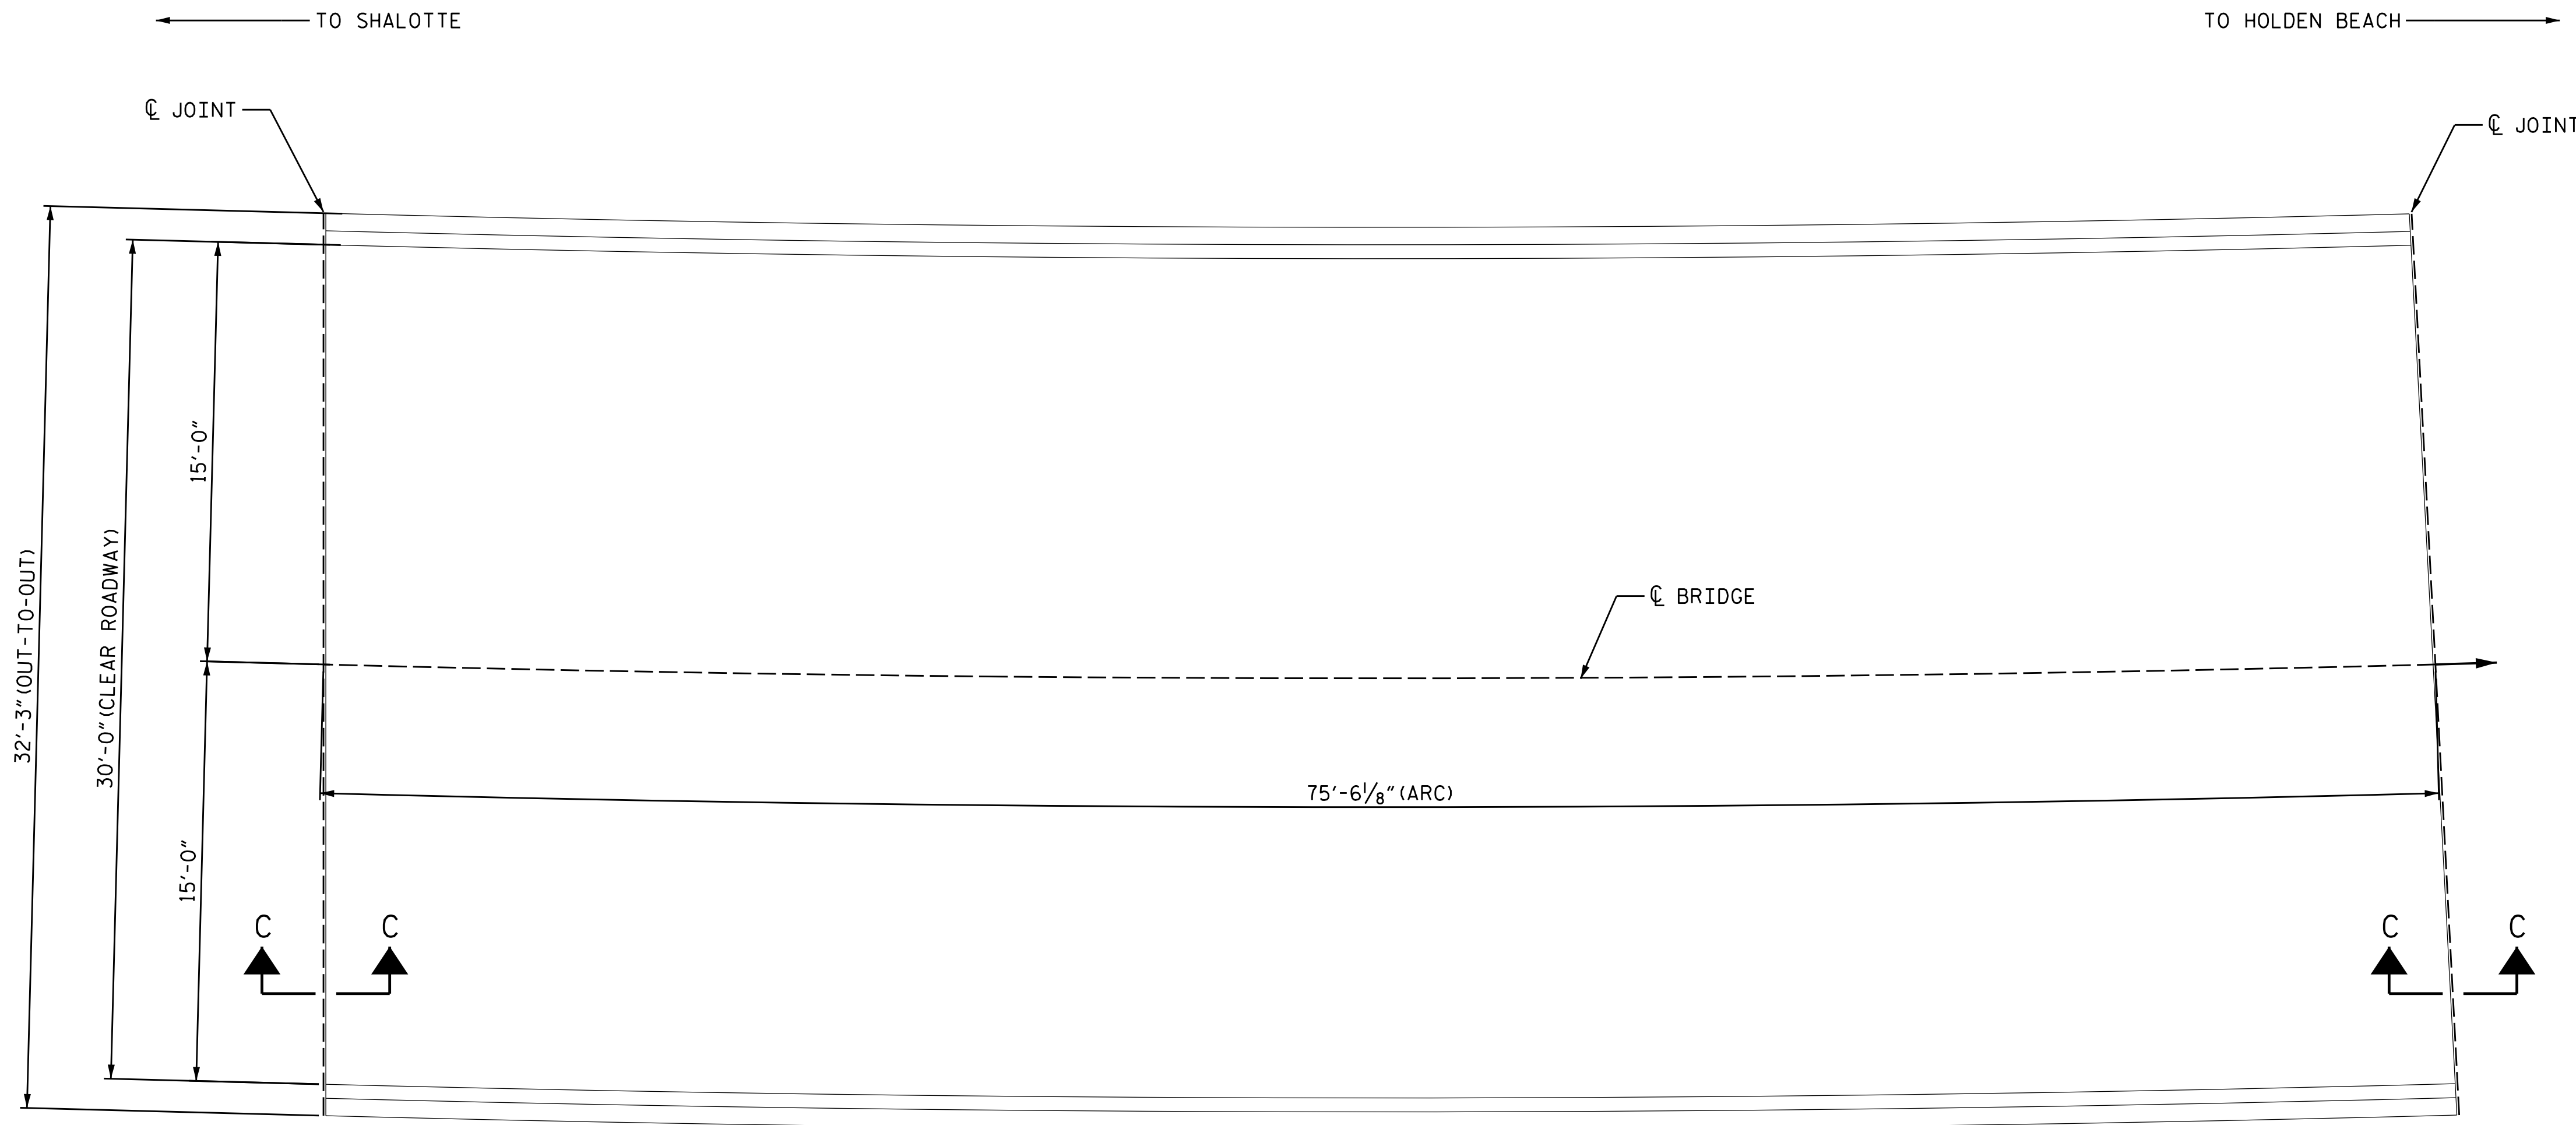 TO SHALOTTE
TO HOLDEN BEACH
℄ JOINT
℄ JOINT
15'-0"
32'-3" (OUT-TO-OUT)
30'-0" (CLEAR ROADWAY)
℄ BRIDGE
75'-6⅛" (ARC)
15'-0"
C C
C C